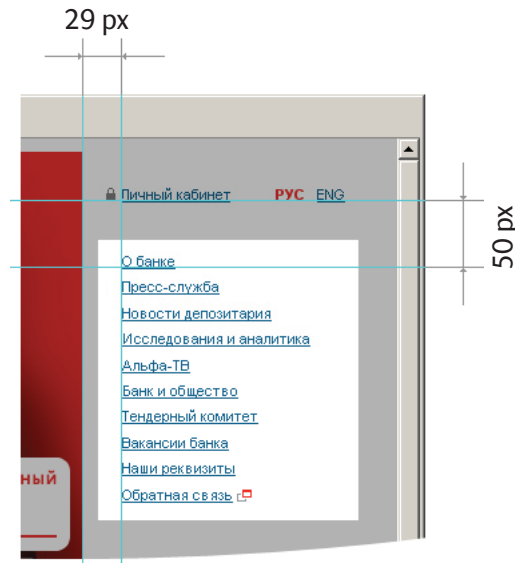 29 px
Личный кабинет РУС ENG
50 px
О банке
Пресс-служба
Новости депозитария
Исследования и аналитика
Альфа-ТВ
Банк и общество
Тендерный комитет
Вакансии банка
Наши реквизиты
ный
Обратная связь